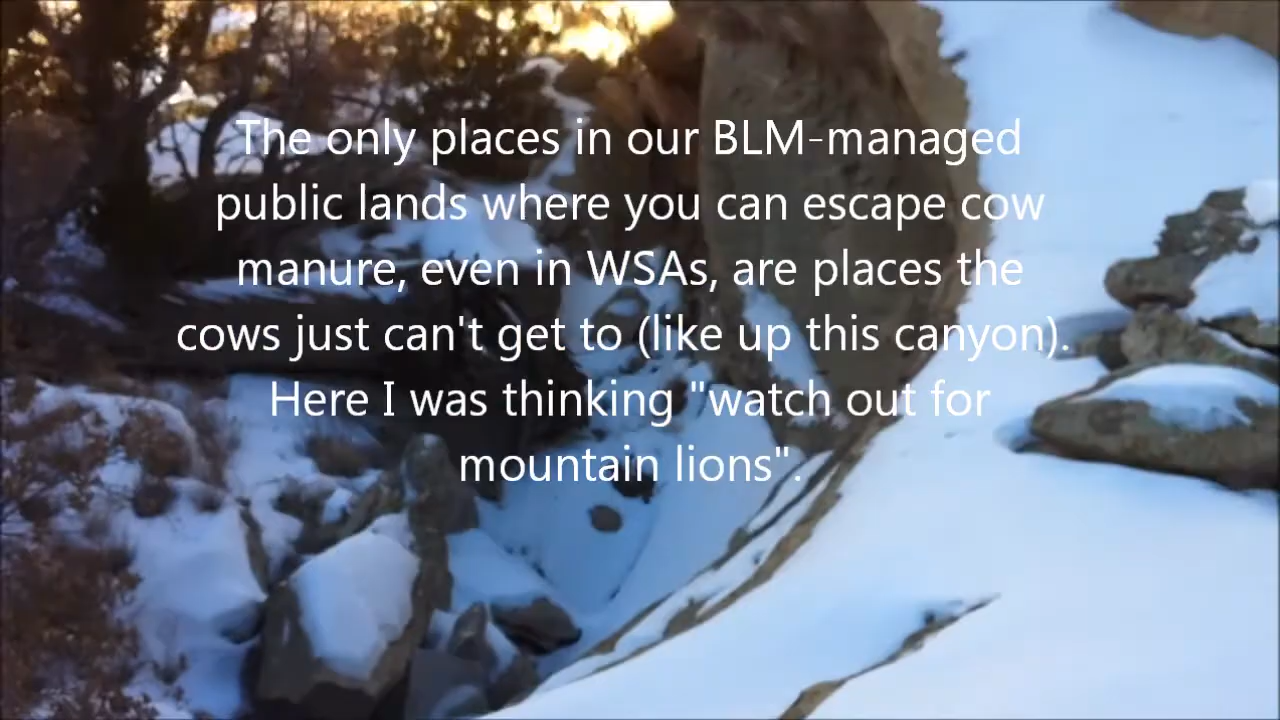 The only places in our BLM-managed
public lands where you can escape cow
manure, even in WSAs, are places the
cows just can't get to (like up this canyon).
Here I was thinking "watch out for
mountain lions".